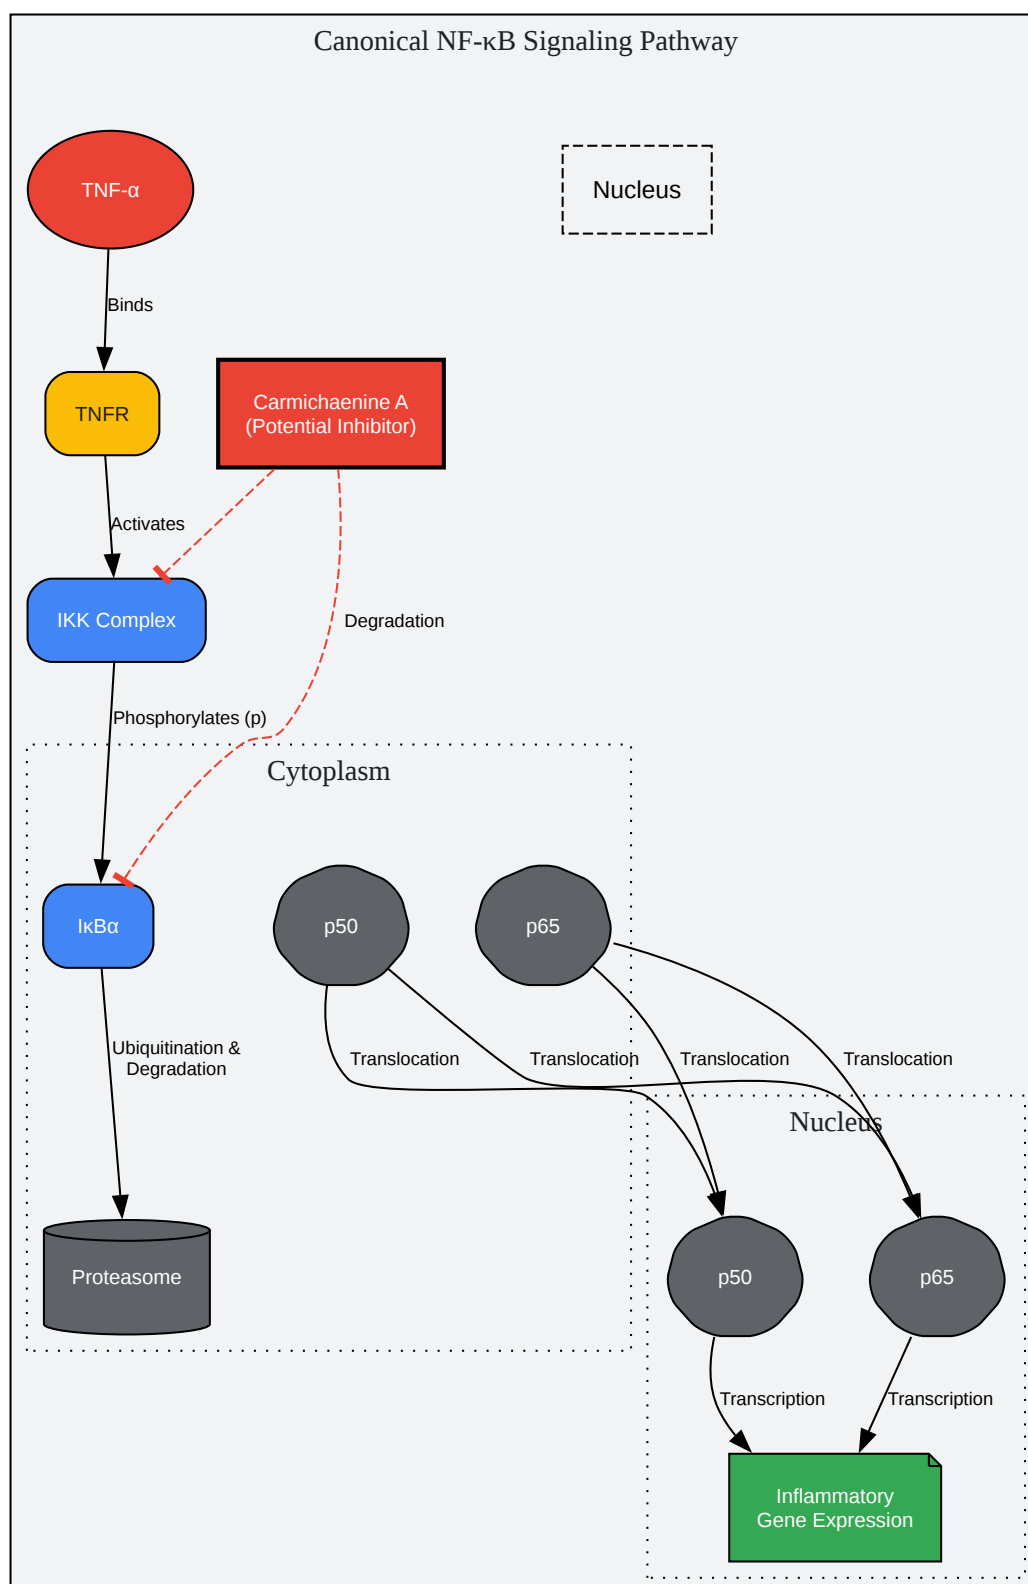 Canonical NF-κB Signaling Pathway
TNF-α
Nucleus
Binds
TNFR
Carmichaenine A
(Potential Inhibitor)
Activates
IKK Complex
Degradation
Phosphorylates (p)
Cytoplasm
IκBα
p50
p65
Ubiquitination &
Degradation
Translocation
Translocation
Translocation
Translocation
Nucleus
Proteasome
p50
p65
Transcription
Transcription
Inflammatory
Gene Expression